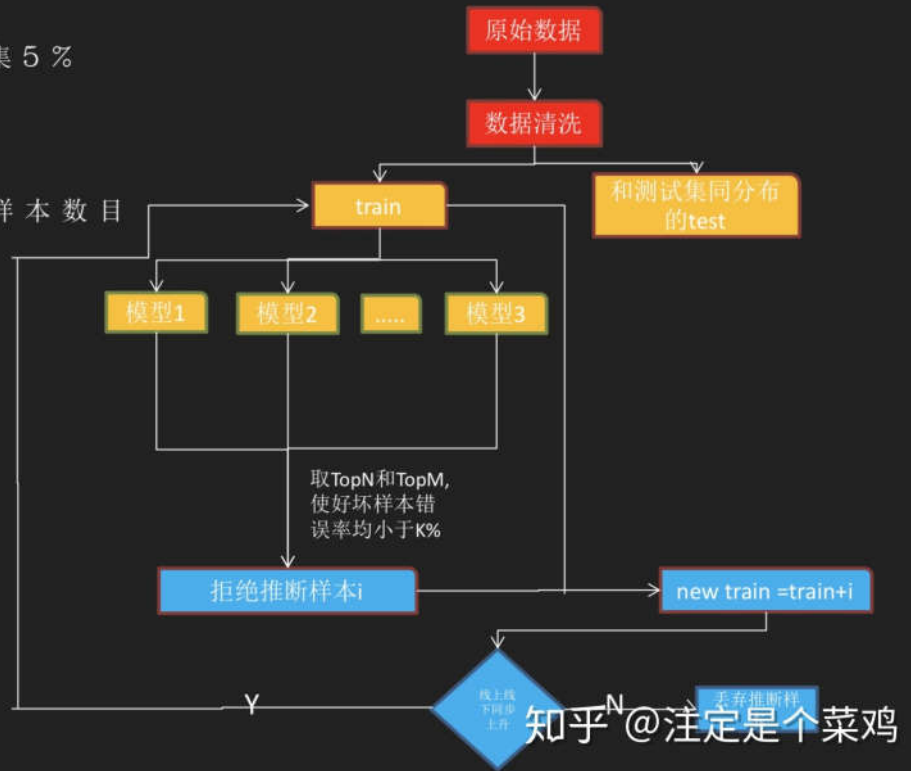 原始数据
集5%
数据清洗
和测试集同分布
的test
train
样本数目
模型1
模型2
.....
模型3
取TopN和TopM,
使好坏样本错
误率均小于K%
拒绝推断样本i
new train =train+i
线上线
下同步
上升
Y
N
丢弃推断样
知乎 @注定是个菜鸡